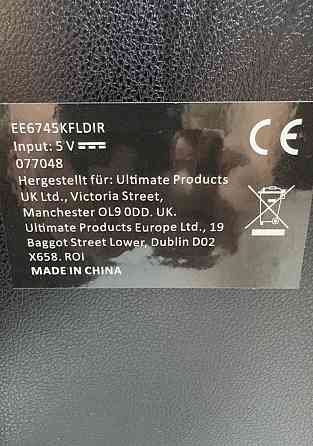 EE6745KFLDIR
Input: 5 V ⎓
077048
Hergestellt für: Ultimate Products
UK Ltd., Victoria Street,
Manchester OL9 0DD. UK.
Ultimate Products Europe Ltd., 19
Baggot Street Lower, Dublin D02
X658. ROI
MADE IN CHINA
CE